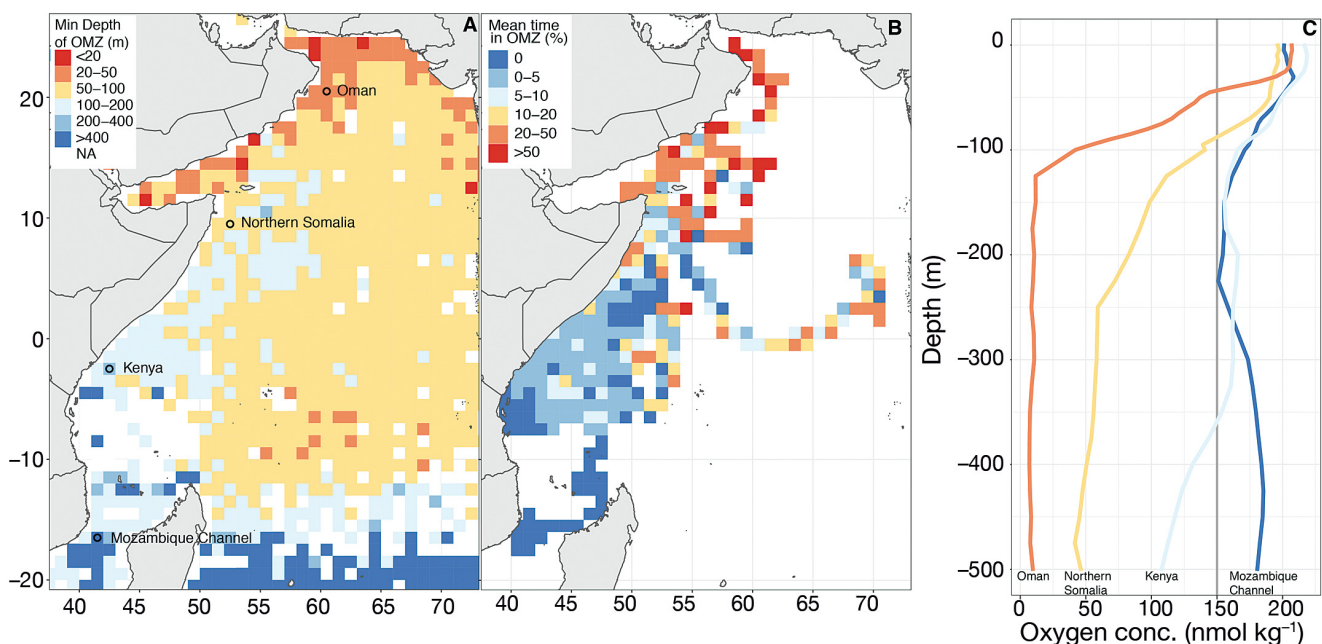 Min Depth
of OMZ (m)
<20
20–50
50–100
100–200
200–400
>400
NA
A
Oman
Northern Somalia
Kenya
Mozambique Channel
20
10
0
−10
−20
40 45 50 55 60 65 70
Mean time
in OMZ (%)
0
0–5
5–10
10–20
20–50
>50
B
40 45 50 55 60 65 70
C
Depth (m)
0
−100
−200
−300
−400
−500
Oman
Northern
Somalia
Kenya
Mozambique
Channel
0 50 100 150 200
Oxygen conc. (nmol kg⁻¹)